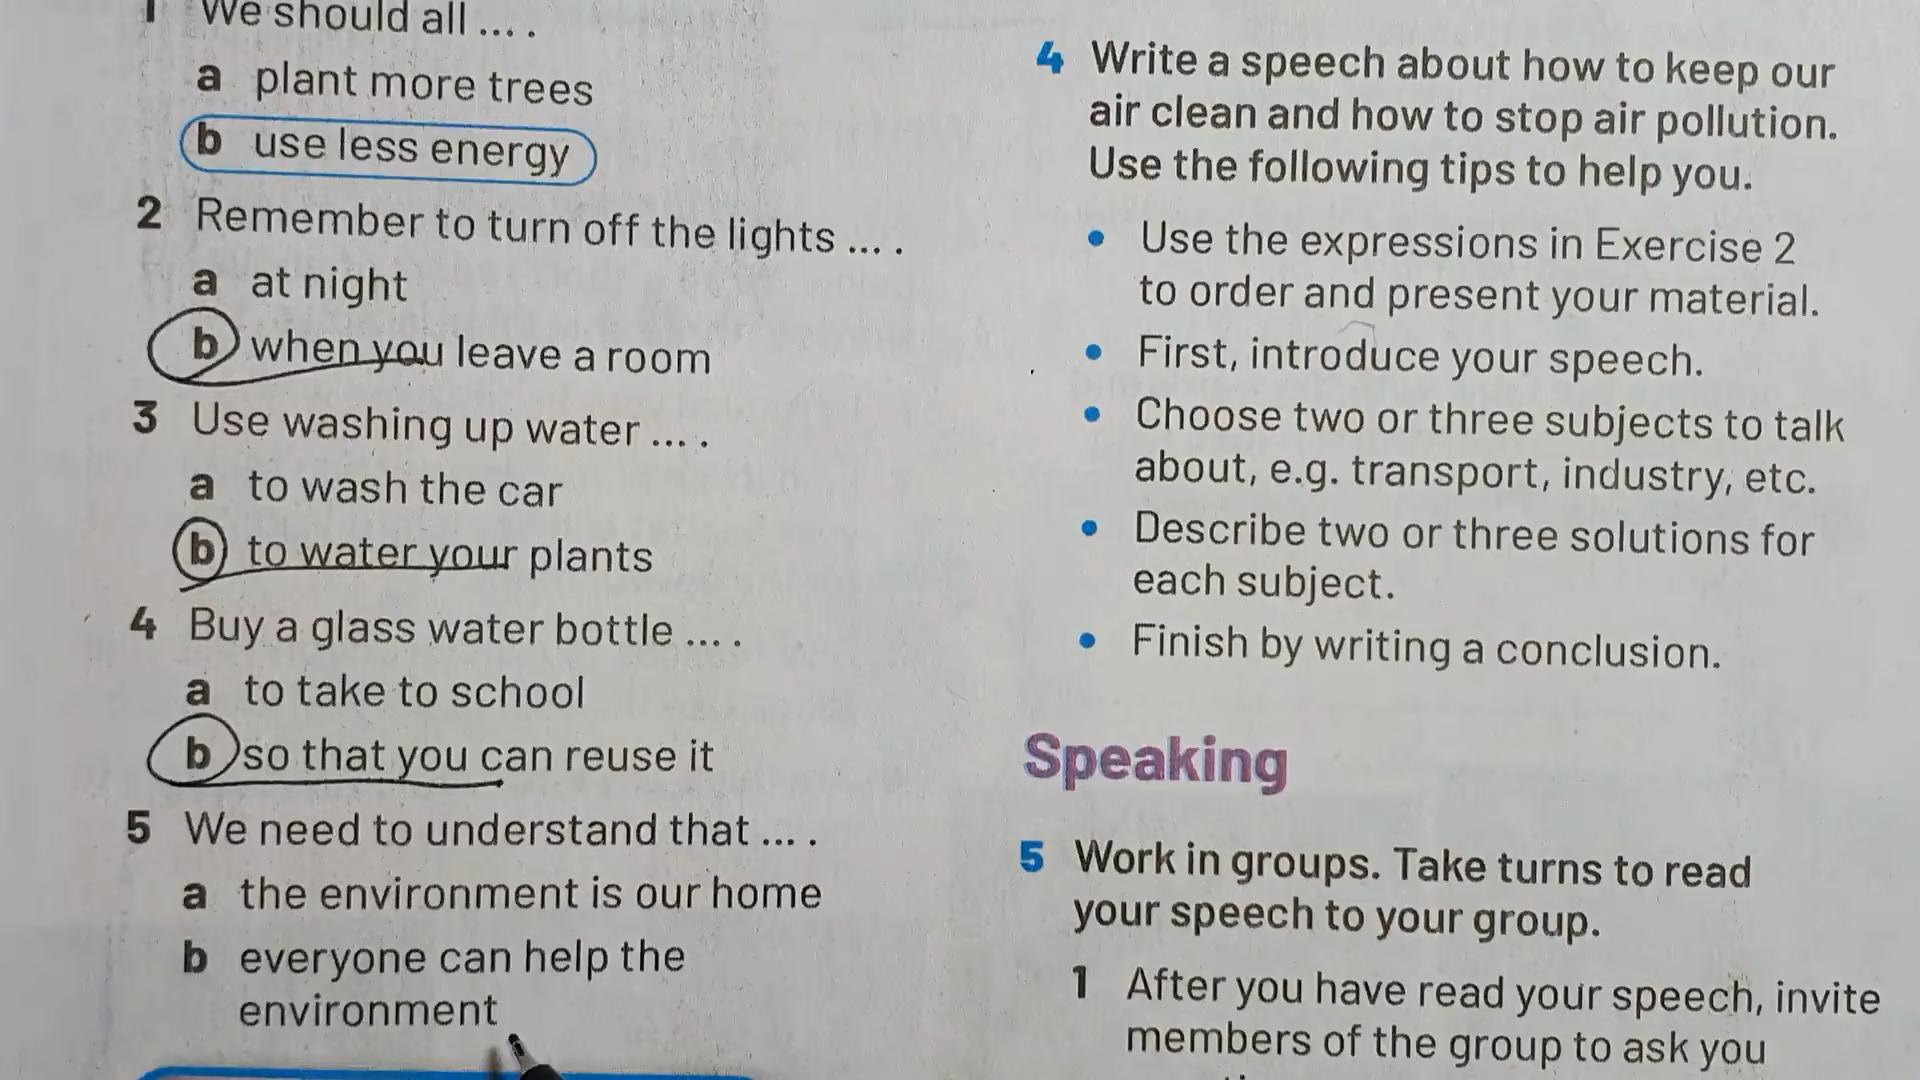 1 We should all ... .
a plant more trees
b use less energy
2 Remember to turn off the lights ... .
a at night
b when you leave a room
3 Use washing up water ... .
a to wash the car
b to water your plants
4 Buy a glass water bottle ... .
a to take to school
b so that you can reuse it
5 We need to understand that ... .
a the environment is our home
b everyone can help the
environment
4 Write a speech about how to keep our
air clean and how to stop air pollution.
Use the following tips to help you.
• Use the expressions in Exercise 2
to order and present your material.
• First, introduce your speech.
• Choose two or three subjects to talk
about, e.g. transport, industry, etc.
• Describe two or three solutions for
each subject.
• Finish by writing a conclusion.
Speaking
5 Work in groups. Take turns to read
your speech to your group.
1 After you have read your speech, invite
members of the group to ask you